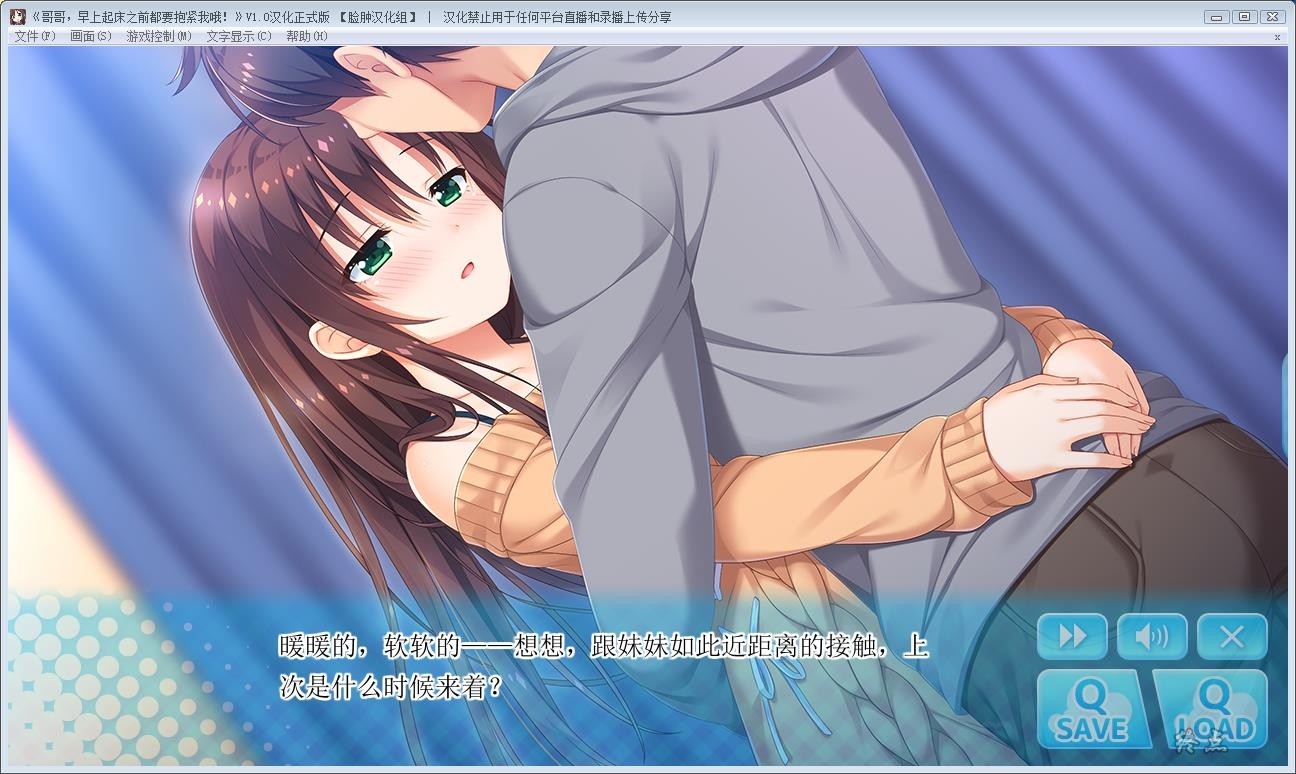 《哥哥，早上起床之前都要抱紧我哦！》V1.0汉化正式版 【脸肿汉化组】 | 汉化禁止用于任何平台直播和录播上传分享
文件(F) 画面(S) 游戏控制(M) 文字显示(C) 帮助(H)
暖暖的，软软的——想想，跟妹妹如此近距离的接触，上
次是什么时候来着？
Q SAVE Q LOAD
终点